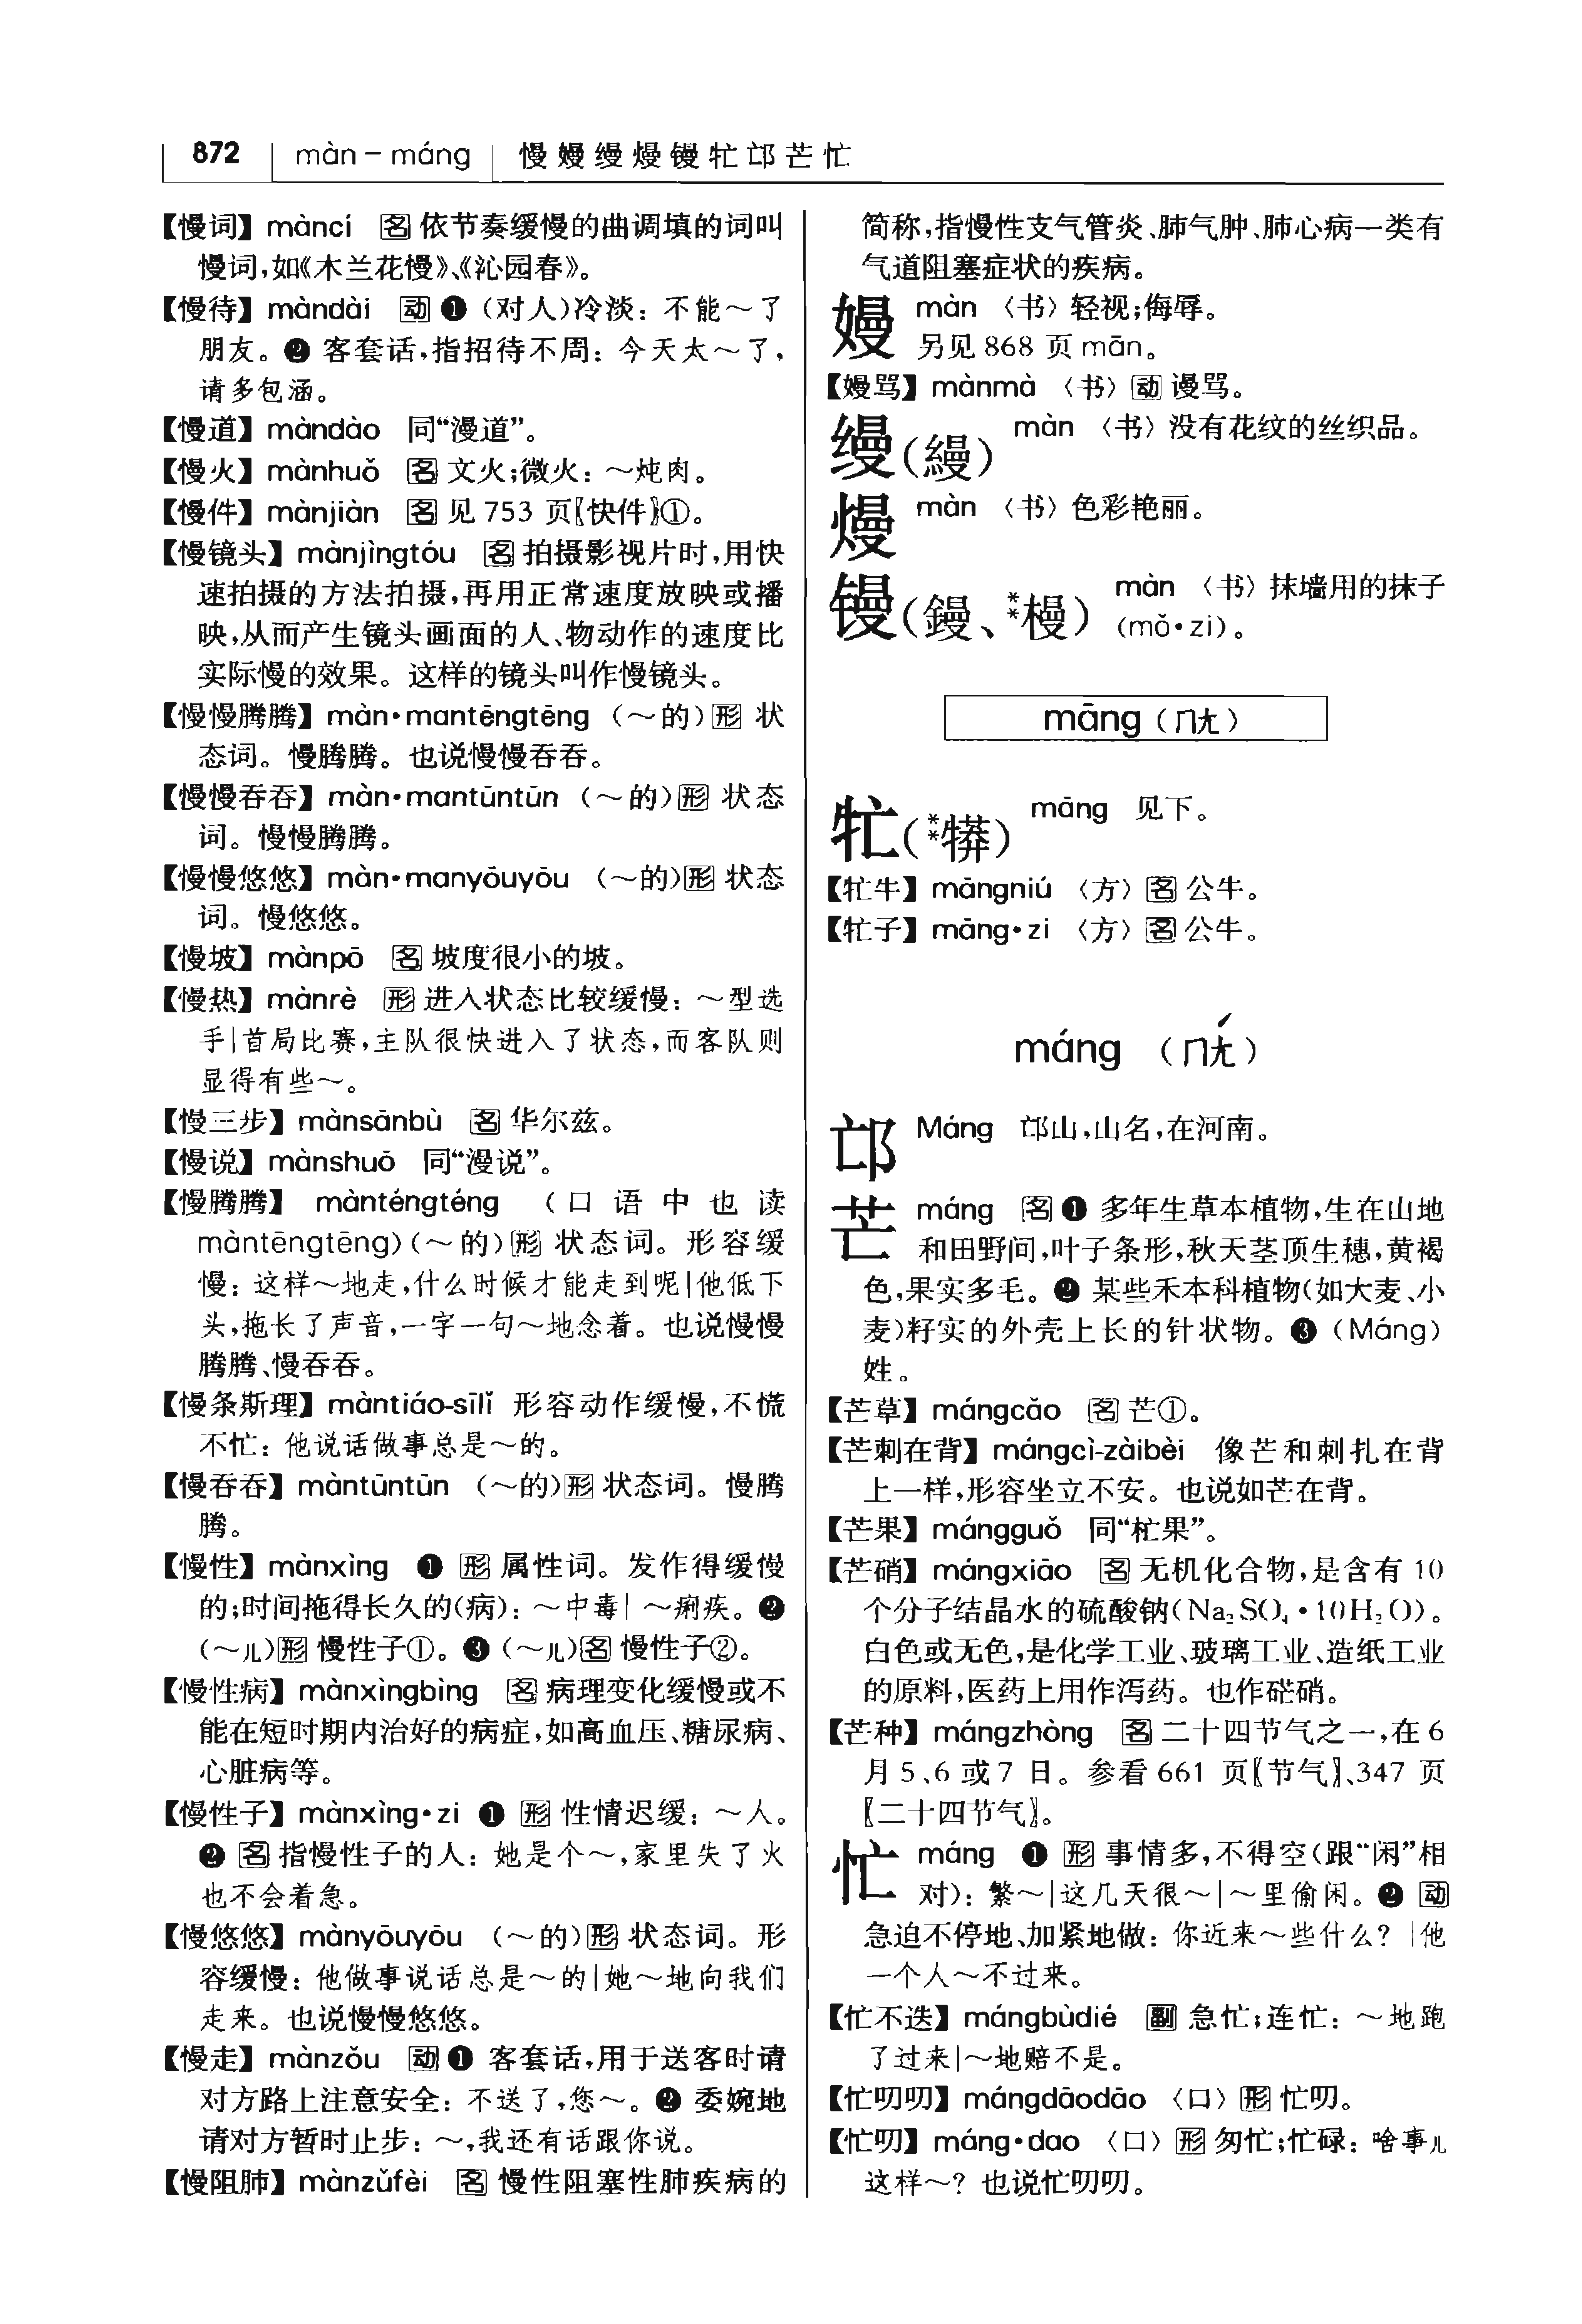 872 màn－máng 慢嫚缦熳镘牤邙芒忙
【慢词】màncí 名 依节奏缓慢的曲调填的词叫
慢词，如《木兰花慢》、《沁园春》。
【慢待】màndài 动 ❶（对人）冷淡：不能～了
朋友。❷ 客套话，指招待不周：今天太～了，
请多包涵。
【慢道】màndào 同“漫道”。
【慢火】mànhuǒ 名 文火；微火：～炖肉。
【慢件】mànjiàn 名 见 753 页〖快件〗①。
【慢镜头】mànjìngtóu 名 拍摄影视片时，用快
速拍摄的方法拍摄，再用正常速度放映或播
映，从而产生镜头画面的人、物动作的速度比
实际慢的效果。这样的镜头叫作慢镜头。
【慢慢腾腾】màn•mantēngtēng（～的）形 状
态词。慢腾腾。也说慢慢吞吞。
【慢慢吞吞】màn•mantūntūn（～的）形 状态
词。慢慢腾腾。
【慢慢悠悠】màn•manyōuyōu（～的）形 状态
词。慢悠悠。
【慢坡】mànpō 名 坡度很小的坡。
【慢热】mànrè 形 进入状态比较缓慢：～型选
手|首局比赛，主队很快进入了状态，而客队则
显得有些～。
【慢三步】mànsānbù 名 华尔兹。
【慢说】mànshuō 同“漫说”。
【慢腾腾】mànténgténg（口语中也读
màntēngtēng）（～的）形 状态词。形容缓
慢：这样～地走，什么时候才能走到呢|他低下
头，拖长了声音，一字一句～地念着。也说慢慢
腾腾、慢吞吞。
【慢条斯理】màntiáo-sīlǐ 形容动作缓慢，不慌
不忙：他说话做事总是～的。
【慢吞吞】màntūntūn（～的）形 状态词。慢腾
腾。
【慢性】mànxìng ❶ 形 属性词。发作得缓慢
的；时间拖得长久的（病）：～中毒|～痢疾。❷
（～儿）形 慢性子①。❸（～儿）名 慢性子②。
【慢性病】mànxìngbìng 名 病理变化缓慢或不
能在短时期内治好的病症，如高血压、糖尿病、
心脏病等。
【慢性子】mànxìng•zi ❶ 形 性情迟缓：～人。
❷ 名 指慢性子的人：她是个～，家里失了火
也不会着急。
【慢悠悠】mànyōuyōu（～的）形 状态词。形
容缓慢：他做事说话总是～的|她～地向我们
走来。也说慢慢悠悠。
【慢走】mànzǒu 动 ❶ 客套话，用于送客时请
对方路上注意安全：不送了，您～。❷ 委婉地
请对方暂时止步：～，我还有话跟你说。
【慢阻肺】mànzǔfèi 名 慢性阻塞性肺疾病的
简称，指慢性支气管炎、肺气肿、肺心病一类有
气道阻塞症状的疾病。
嫚 màn〈书〉轻视；侮辱。
另见 868 页 mān。
【嫚骂】mànmà〈书〉动 谩骂。
缦（縵） màn〈书〉没有花纹的丝织品。
熳 màn〈书〉色彩艳丽。
镘（鏝、**槾） màn〈书〉抹墙用的抹子
（mǒ•zi）。
māng（ㄇㄤ）
牤（**犡） māng 见下。
【牤牛】māngniú〈方〉名 公牛。
【牤子】māng•zi〈方〉名 公牛。
máng（ㄇㄤˊ）
邙 Máng 邙山，山名，在河南。
芒 máng 名 ❶ 多年生草本植物，生在山地
和田野间，叶子条形，秋天茎顶生穗，黄褐
色，果实多毛。❷ 某些禾本科植物（如大麦、小
麦）籽实的外壳上长的针状物。❸（Máng）
姓。
【芒草】mángcǎo 名 芒①。
【芒刺在背】mángcì-zàibèi 像芒和刺扎在背
上一样，形容坐立不安。也说如芒在背。
【芒果】mángguǒ 同“杧果”。
【芒硝】mángxiāo 名 无机化合物，是含有 10
个分子结晶水的硫酸钠（Na₂SO₄•10H₂O）。
白色或无色，是化学工业、玻璃工业、造纸工业
的原料，医药上用作泻药。也作硭硝。
【芒种】mángzhòng 名 二十四节气之一，在 6
月 5、6 或 7 日。参看 661 页〖节气〗、347 页
〖二十四节气〗。
忙 máng ❶ 形 事情多，不得空（跟“闲”相
对）：繁～|这几天很～|～里偷闲。❷ 动
急迫不停地、加紧地做：你近来～些什么？|他
一个人～不过来。
【忙不迭】mángbùdié 副 急忙；连忙：～地跑
了过来|～地赔不是。
【忙叨叨】mángdāodāo〈口〉形 忙叨。
【忙叨】máng•dao〈口〉形 匆忙；忙碌：啥事儿
这样～？也说忙叨叨。